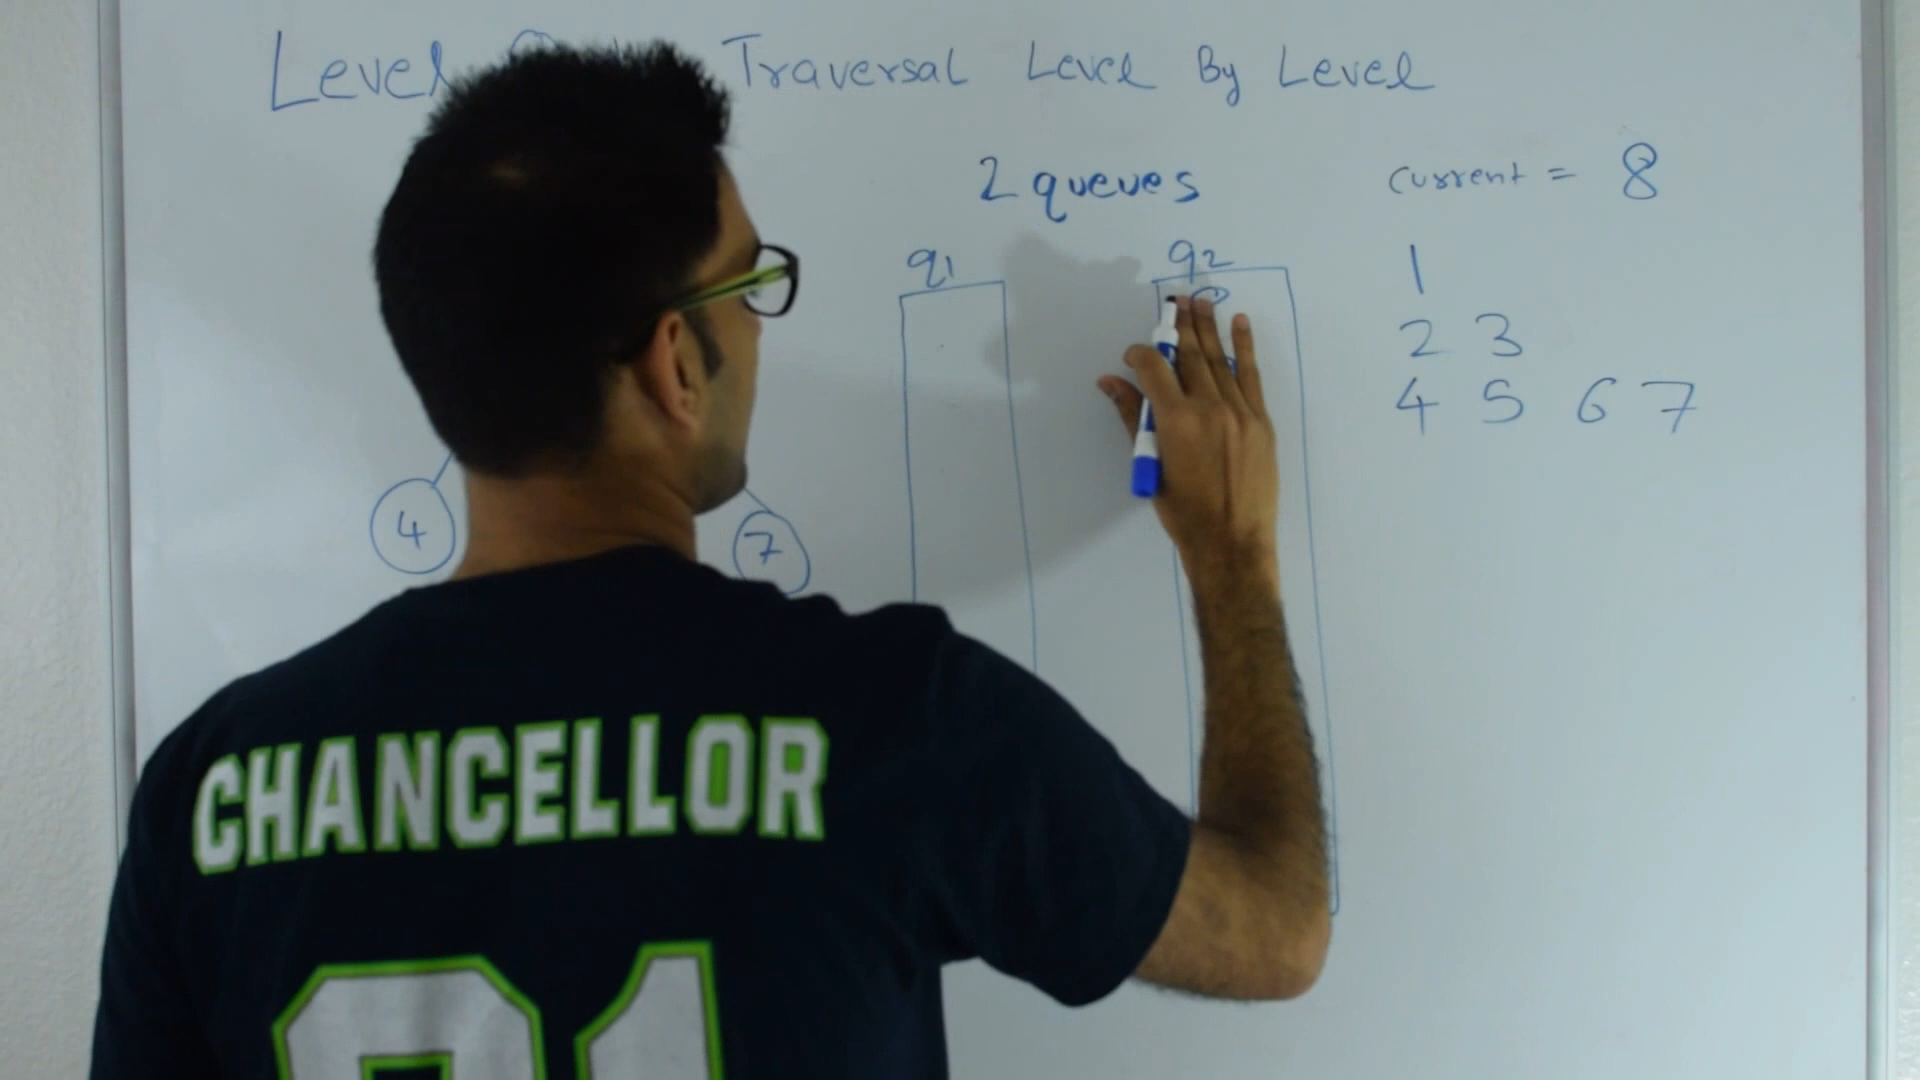 Level Traversal Level By Level
2 queues
current = 8
q1
q2
1
2 3
4 5 6 7
4
7
CHANCELLOR